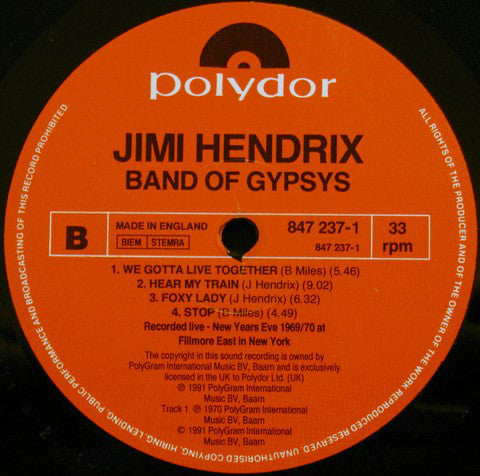 polydor
JIMI HENDRIX
BAND OF GYPSYS
B
MADE IN ENGLAND
BIEM STEMRA
847 237-1
847 237-1
33
rpm
1. WE GOTTA LIVE TOGETHER (B Miles) (5.46)
2. HEAR MY TRAIN (J Hendrix) (9.02)
3. FOXY LADY (J Hendrix) (6.32)
4. STOP (B Miles) (4.49)
Recorded live - New Years Eve 1969/70 at
Fillmore East in New York
The copyright in this sound recording is owned by
PolyGram International Music BV, Baarn and is exclusively
licensed in the UK to Polydor Ltd. (UK)
℗ 1991 PolyGram International
Music BV, Baarn
Track 1. ℗ 1970 PolyGram International
Music BV, Baarn
© 1991 PolyGram International
Music BV, Baarn
ALL RIGHTS OF THE PRODUCER AND OF THE OWNER OF THE WORK REPRODUCED RESERVED UNAUTHORISED COPYING, HIRING, LENDING, PUBLIC PERFORMANCE AND BROADCASTING OF THIS RECORD PROHIBITED.